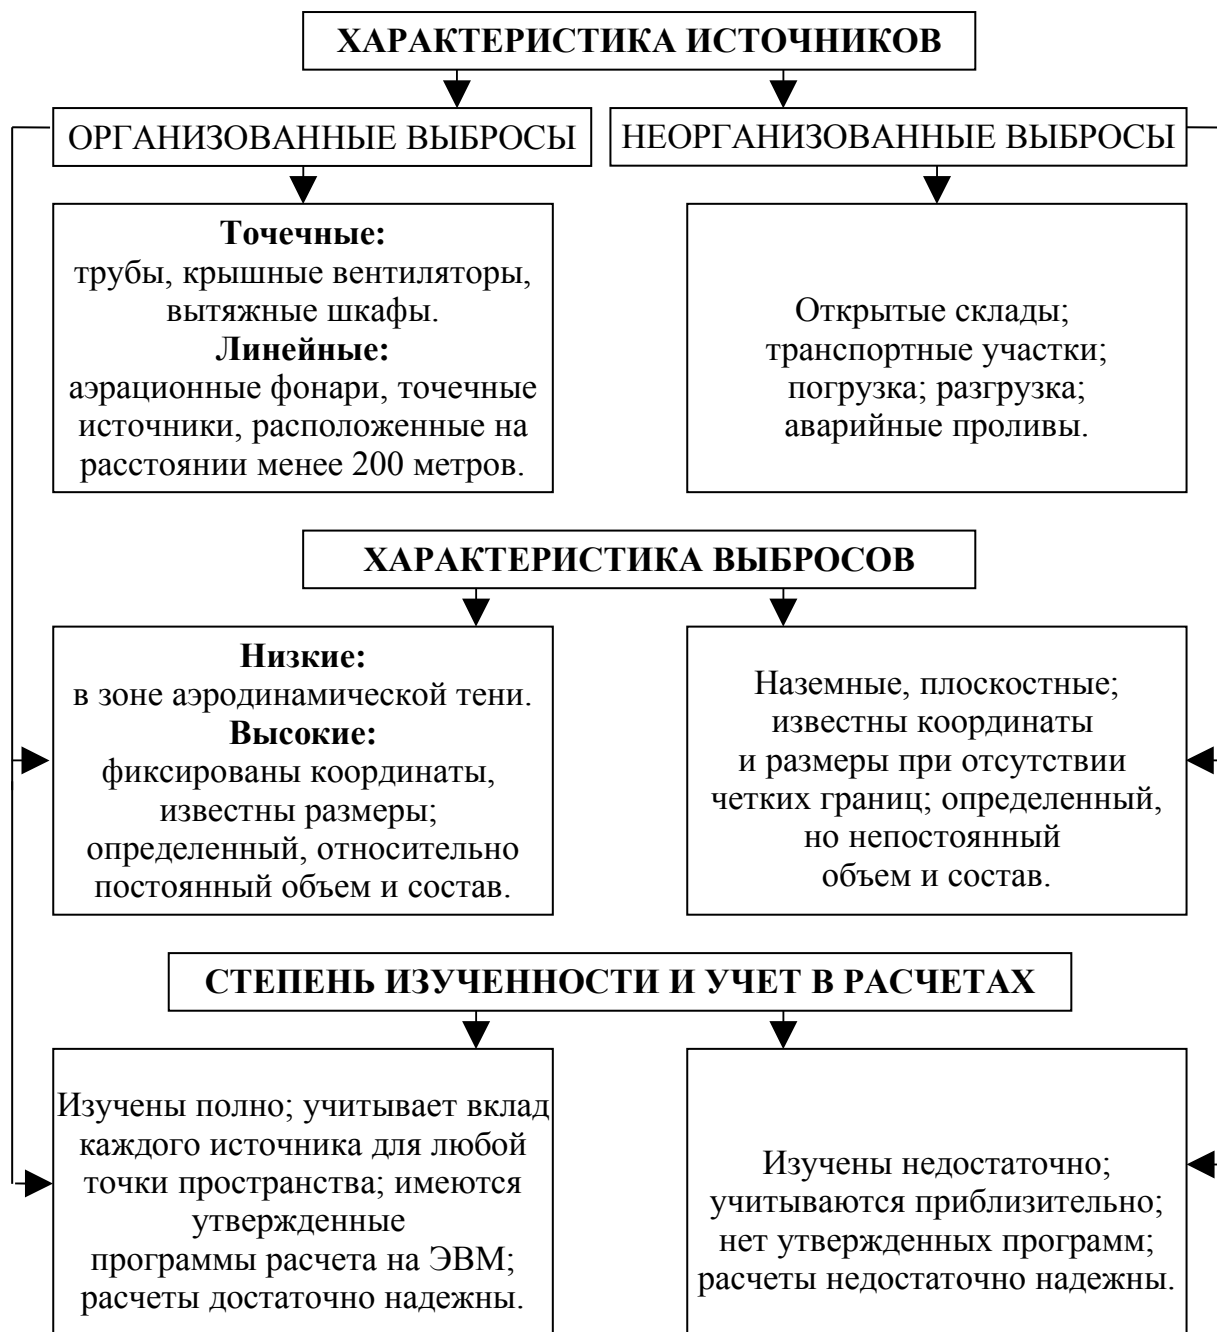 ХАРАКТЕРИСТИКА ИСТОЧНИКОВ
ОРГАНИЗОВАННЫЕ ВЫБРОСЫ
НЕОРГАНИЗОВАННЫЕ ВЫБРОСЫ
Точечные:
трубы, крышные вентиляторы,
вытяжные шкафы.
Линейные:
аэрационные фонари, точечные
источники, расположенные на
расстоянии менее 200 метров.
Открытые склады;
транспортные участки;
погрузка; разгрузка;
аварийные проливы.
ХАРАКТЕРИСТИКА ВЫБРОСОВ
Низкие:
в зоне аэродинамической тени.
Высокие:
фиксированы координаты,
известны размеры;
определенный, относительно
постоянный объем и состав.
Наземные, плоскостные;
известны координаты
и размеры при отсутствии
четких границ; определенный,
но непостоянный
объем и состав.
СТЕПЕНЬ ИЗУЧЕННОСТИ И УЧЕТ В РАСЧЕТАХ
Изучены полно; учитывает вклад
каждого источника для любой
точки пространства; имеются
утвержденные
программы расчета на ЭВМ;
расчеты достаточно надежны.
Изучены недостаточно;
учитываются приблизительно;
нет утвержденных программ;
расчеты недостаточно надежны.